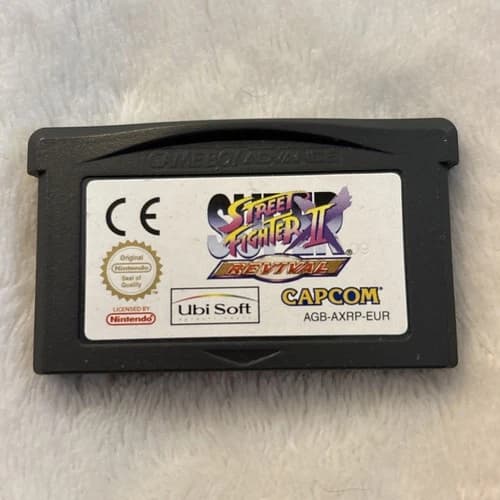 GAME BOY ADVANCE
CE
SUPER
STREET
FIGHTER II
REVIVAL
Original
Nintendo
Seal of
Quality
LICENSED BY
Nintendo
Ubi Soft
CAPCOM
AGB-AXRP-EUR